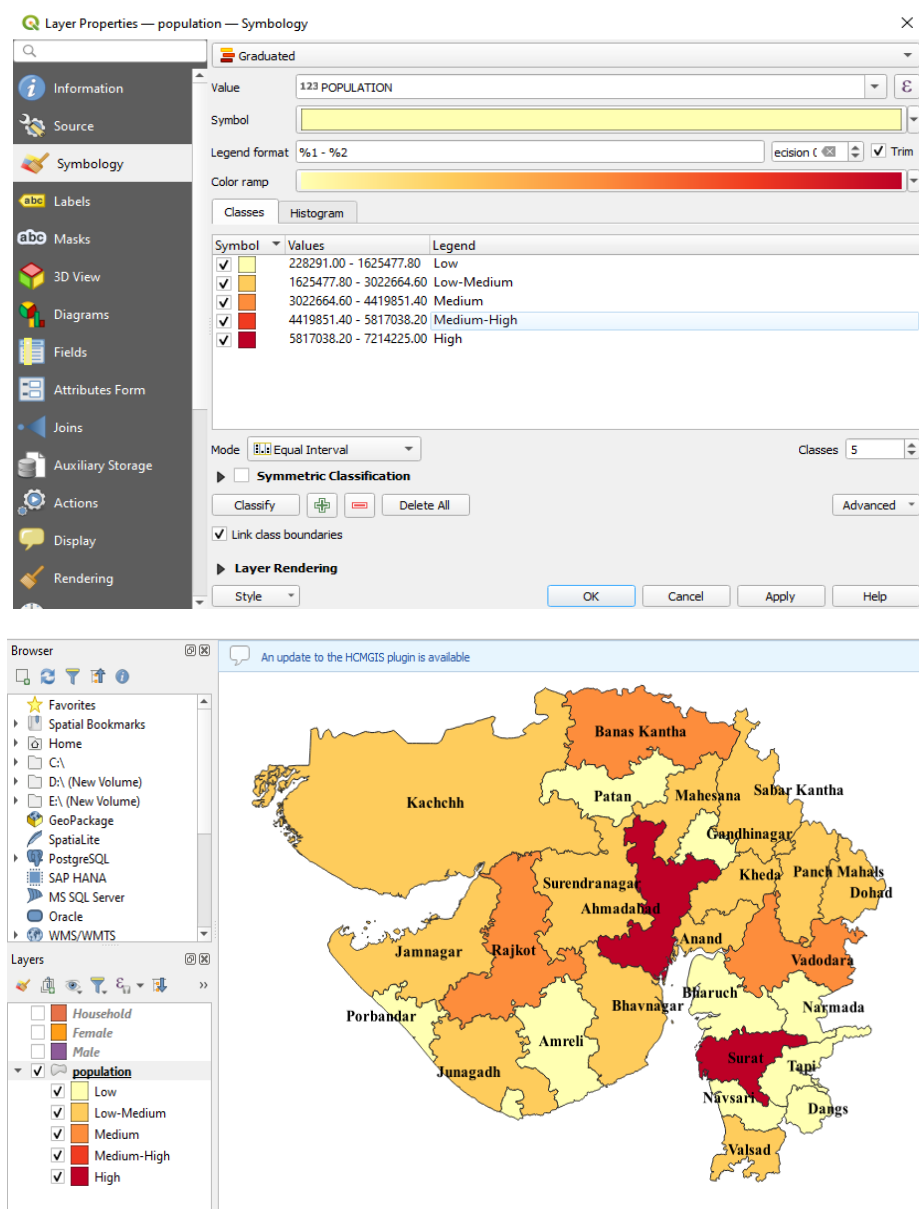 Layer Properties — population — Symbology
Graduated
Information
Value 123 POPULATION ε
Source
Symbol
Symbology
Legend format %1 - %2 ecision ( Trim
Color ramp
abc Labels
Classes Histogram
abc Masks
Symbol Values Legend
228291.00 - 1625477.80 Low
3D View
1625477.80 - 3022664.60 Low-Medium
3022664.60 - 4419851.40 Medium
Diagrams
4419851.40 - 5817038.20 Medium-High
5817038.20 - 7214225.00 High
Fields
Attributes Form
Joins
Mode Equal Interval Classes 5
Auxiliary Storage
Symmetric Classification
Actions
Classify Delete All Advanced
Link class boundaries
Display
Layer Rendering
Rendering
Style OK Cancel Apply Help
Browser
An update to the HCMGIS plugin is available
Favorites
Spatial Bookmarks
Home
C:\
D:\ (New Volume)
E:\ (New Volume)
GeoPackage
SpatiaLite
PostgreSQL
SAP HANA
MS SQL Server
Oracle
WMS/WMTS
Layers
Household
Female
Male
population
Low
Low-Medium
Medium
Medium-High
High
Banas Kantha
Kachchh
Patan
Mahesana
Sabar Kantha
Gandhinagar
Surendranagar
Kheda
Panch Mahals
Dohad
Ahmadabad
Jamnagar
Rajkot
Anand
Vadodara
Porbandar
Bhavnagar
Bharuch
Narmada
Amreli
Junagadh
Surat
Tapi
Navsari
Dangs
Valsad